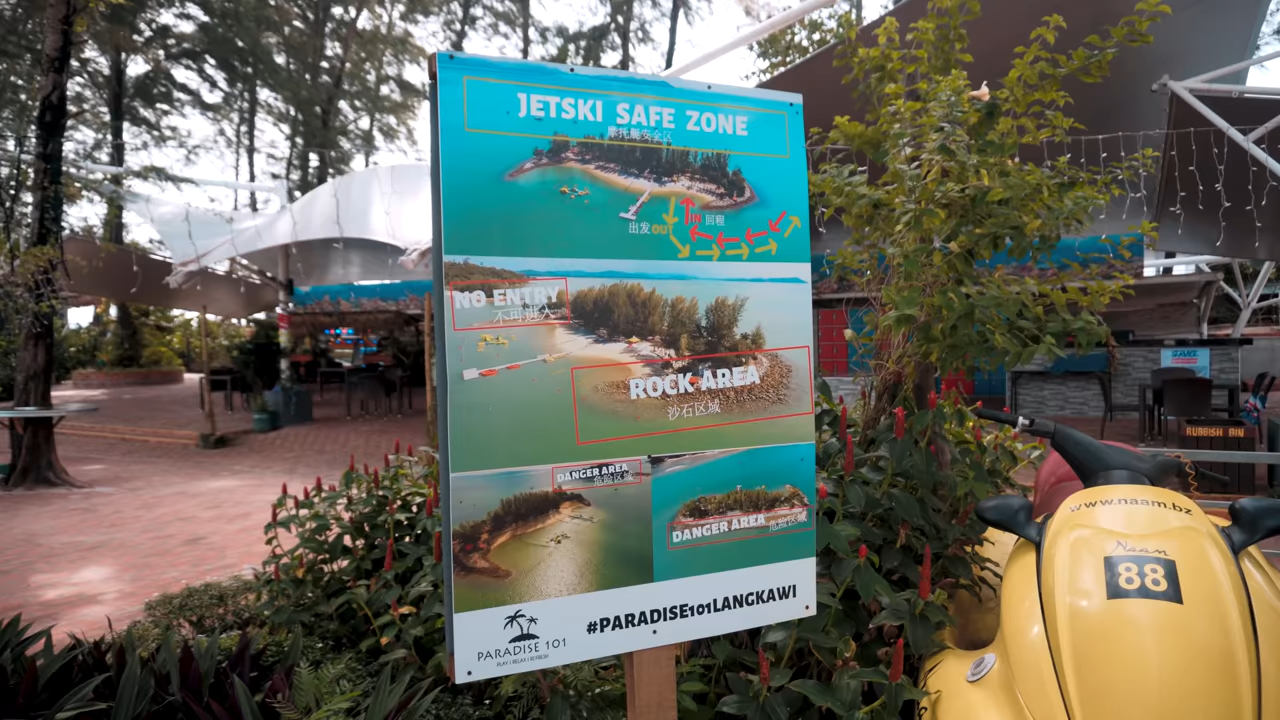 JETSKI SAFE ZONE
摩托艇安全区
出发 OUT
IN 回程
NO ENTRY
不可进入
ROCK AREA
沙石区域
DANGER AREA
危险区域
DANGER AREA
危险区域
PARADISE 101
PLAY | RELAX | REFRESH
#PARADISE101LANGKAWI
RUBBISH BIN
www.naam.bz
Naam
88